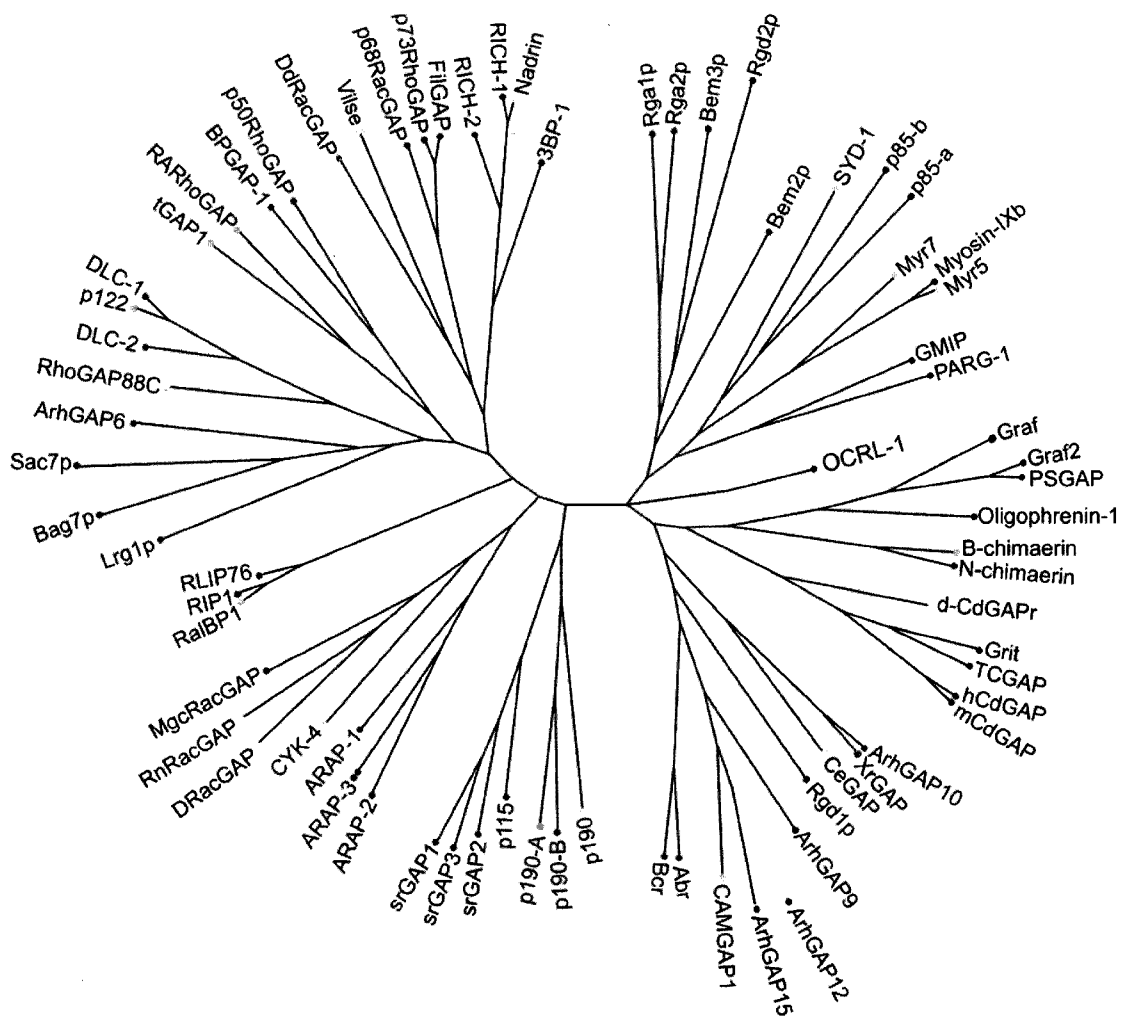 DdRacGAP
Vilse
p68RacGAP
p73RhoGAP
FilGAP
RICH-2
RICH-1
Nadrin
3BP-1
Rga1p
Rga2p
Bem3p
Rgd2p
Bem2p
SYD-1
p85-b
p85-a
Myr7
Myosin-IXb
Myr5
GMIP
PARG-1
OCRL-1
Graf
Graf2
PSGAP
Oligophrenin-1
B-chimaerin
N-chimaerin
d-CdGAPr
Grit
TCGAP
hCdGAP
mCdGAP
ArhGAP10
XrGAP
CeGAP
Rgd1p
ArhGAP9
ArhGAP12
ArhGAP15
CAMGAP1
Abr
Bcr
p190
p190-B
p190-A
p115
srGAP2
srGAP3
srGAP1
ARAP-2
ARAP-3
ARAP-1
CYK-4
DRacGAP
RnRacGAP
MgcRacGAP
RalBP1
RIP1
RLIP76
Lrg1p
Bag7p
Sac7p
ArhGAP6
RhoGAP88C
DLC-2
p122
DLC-1
tGAP1
RARhoGAP
BPGAP-1
p50RhoGAP